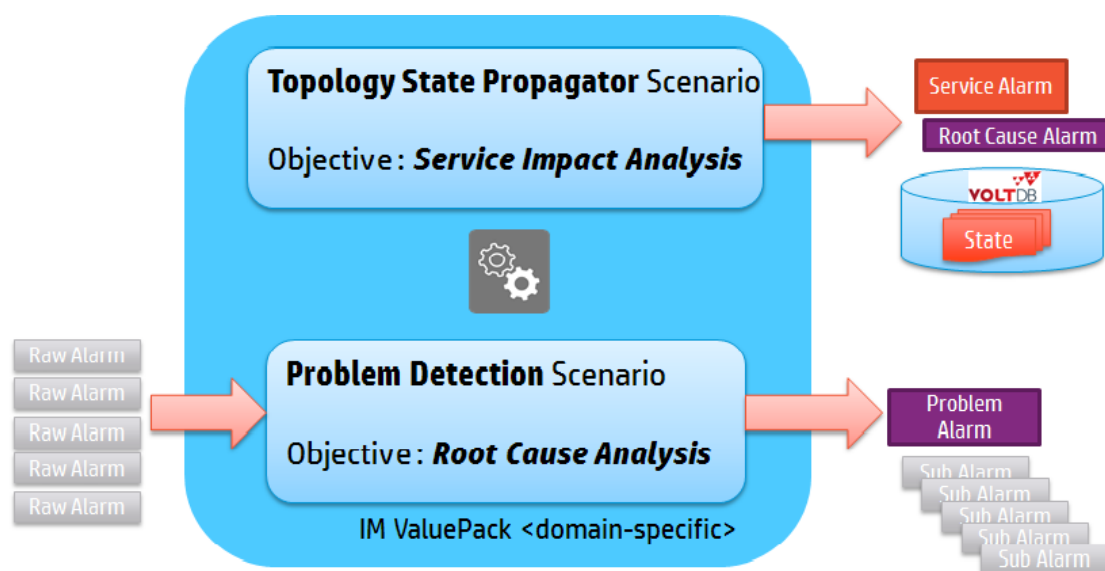 Topology State Propagator Scenario
Objective : Service Impact Analysis
Service Alarm
Root Cause Alarm
VOLTDB
State
Raw Alarm
Raw Alarm
Raw Alarm
Raw Alarm
Raw Alarm
Problem Detection Scenario
Objective : Root Cause Analysis
IM ValuePack <domain-specific>
Problem
Alarm
Sub Alarm
Sub Alarm
Sub Alarm
Sub Alarm
Sub Alarm